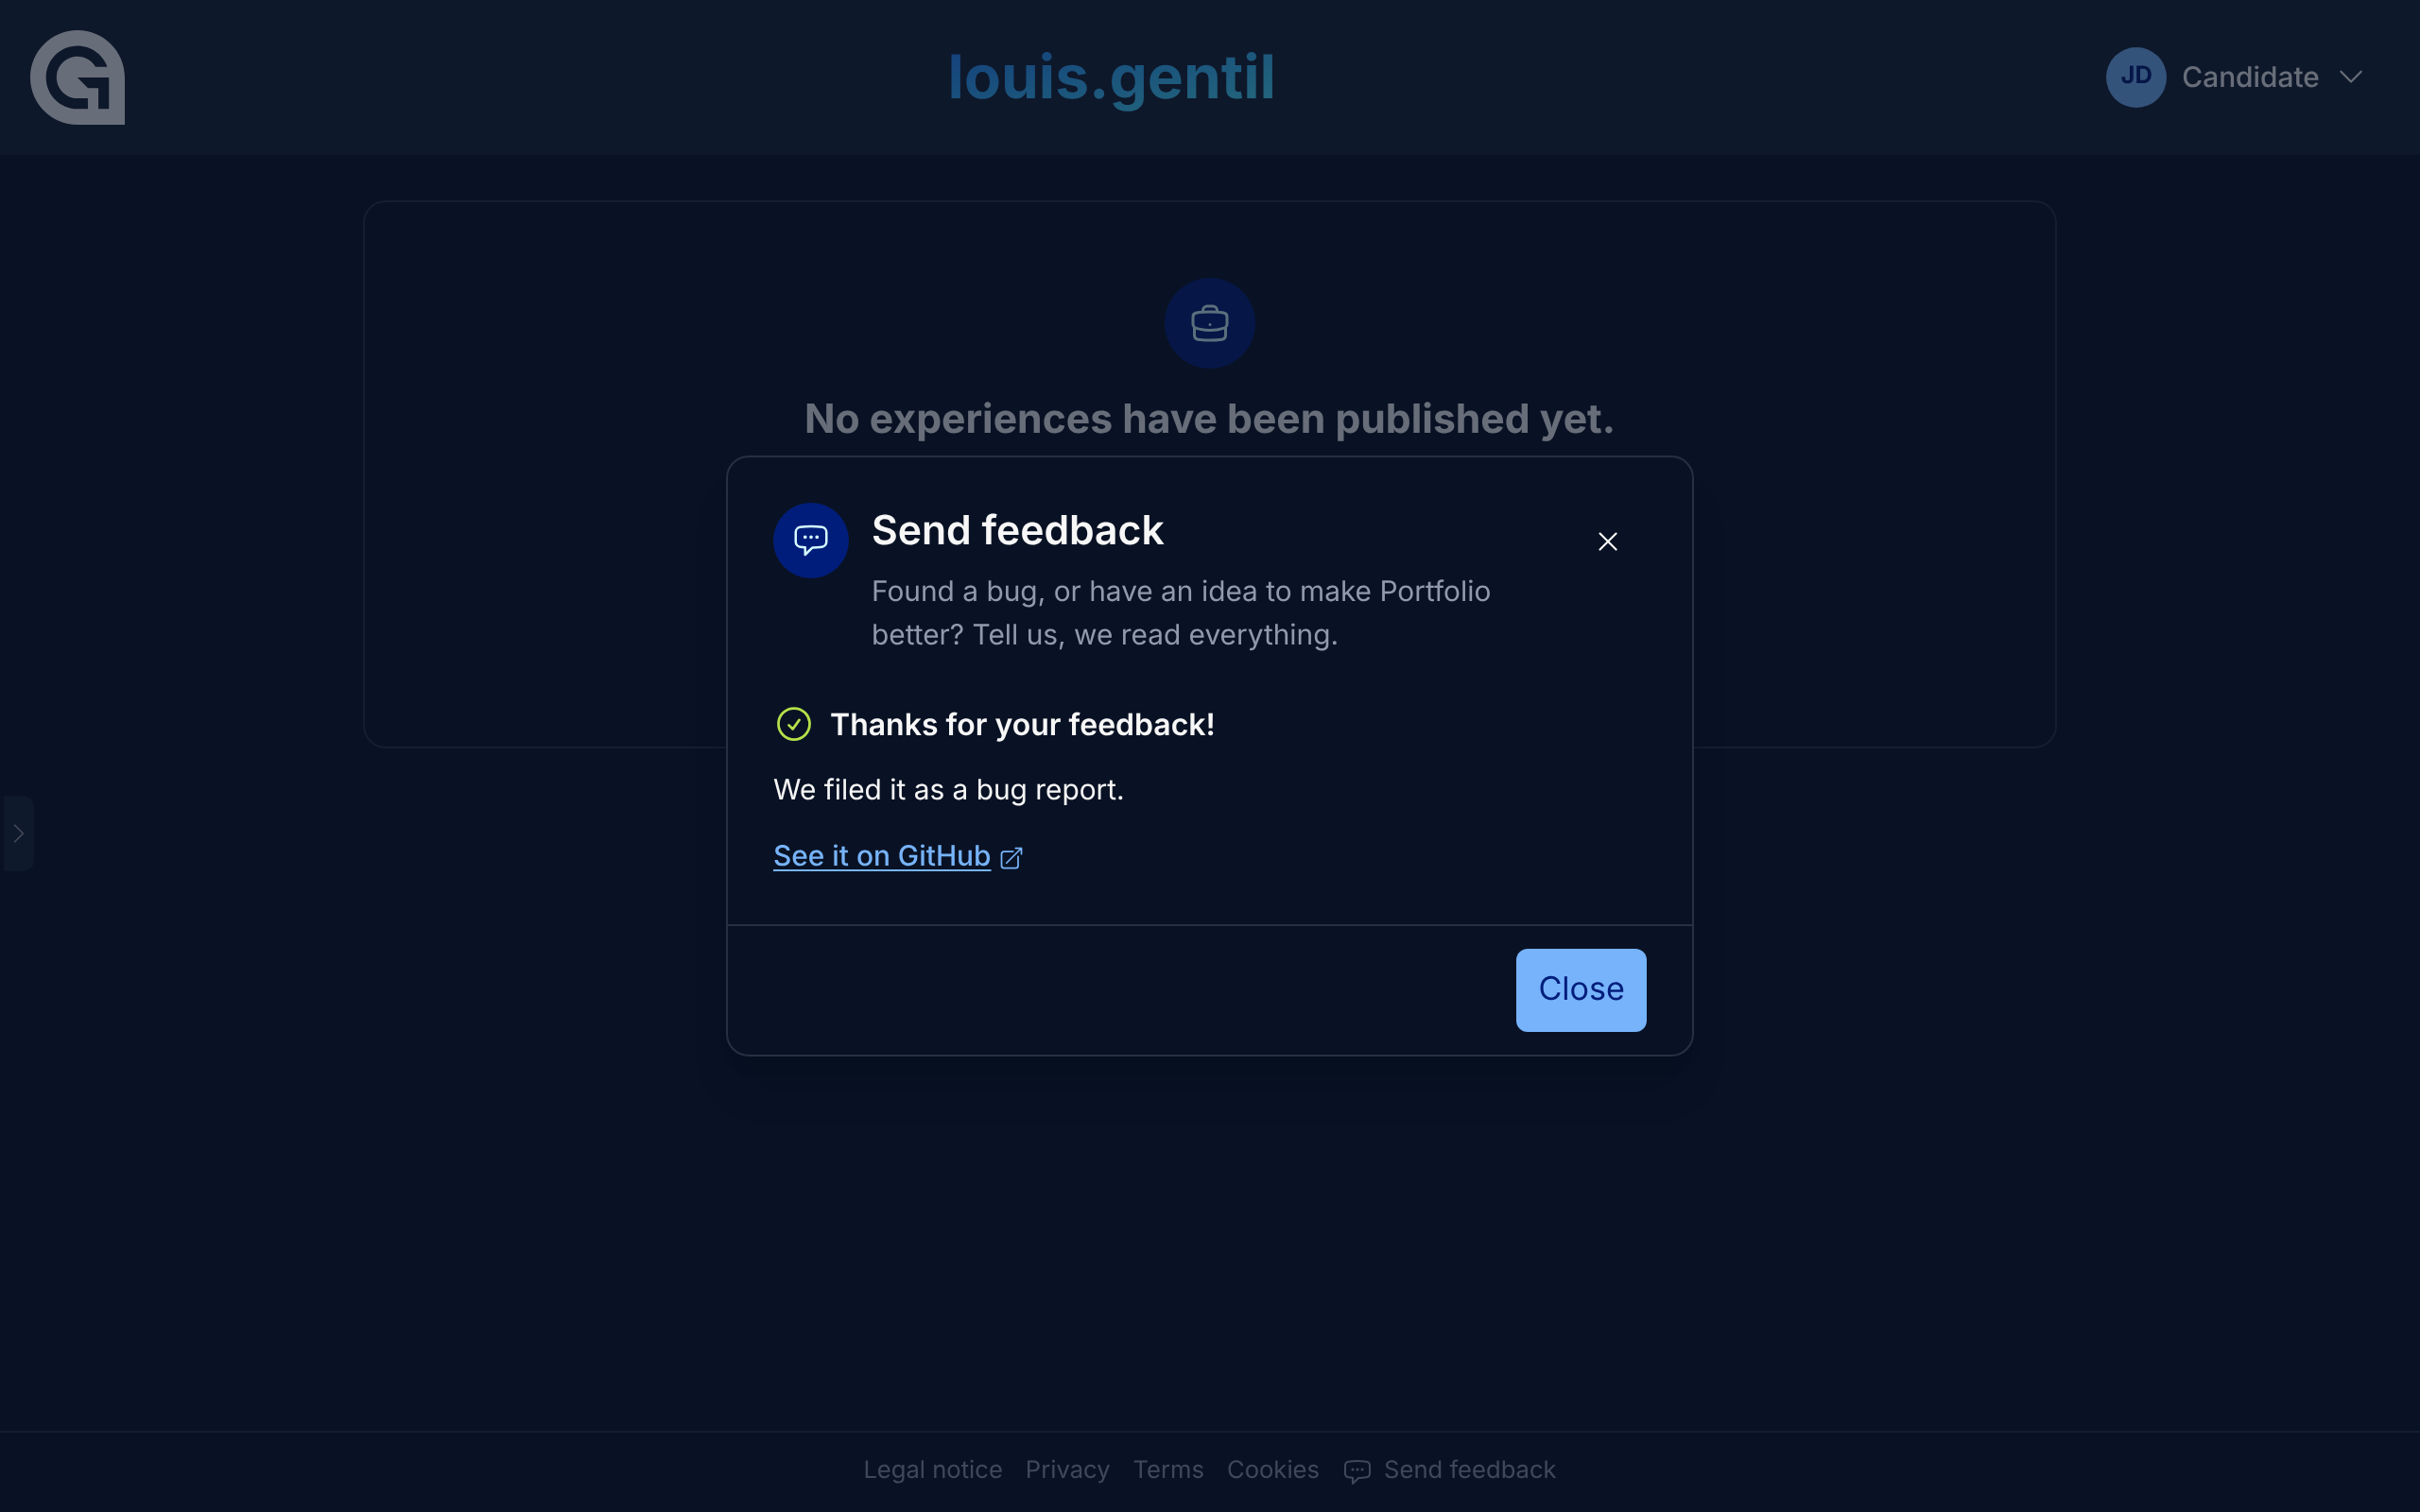 louis.gentil
JD Candidate
No experiences have been published yet.
Send feedback
Found a bug, or have an idea to make Portfolio
better? Tell us, we read everything.
Thanks for your feedback!
We filed it as a bug report.
See it on GitHub
Close
Legal notice Privacy Terms Cookies Send feedback